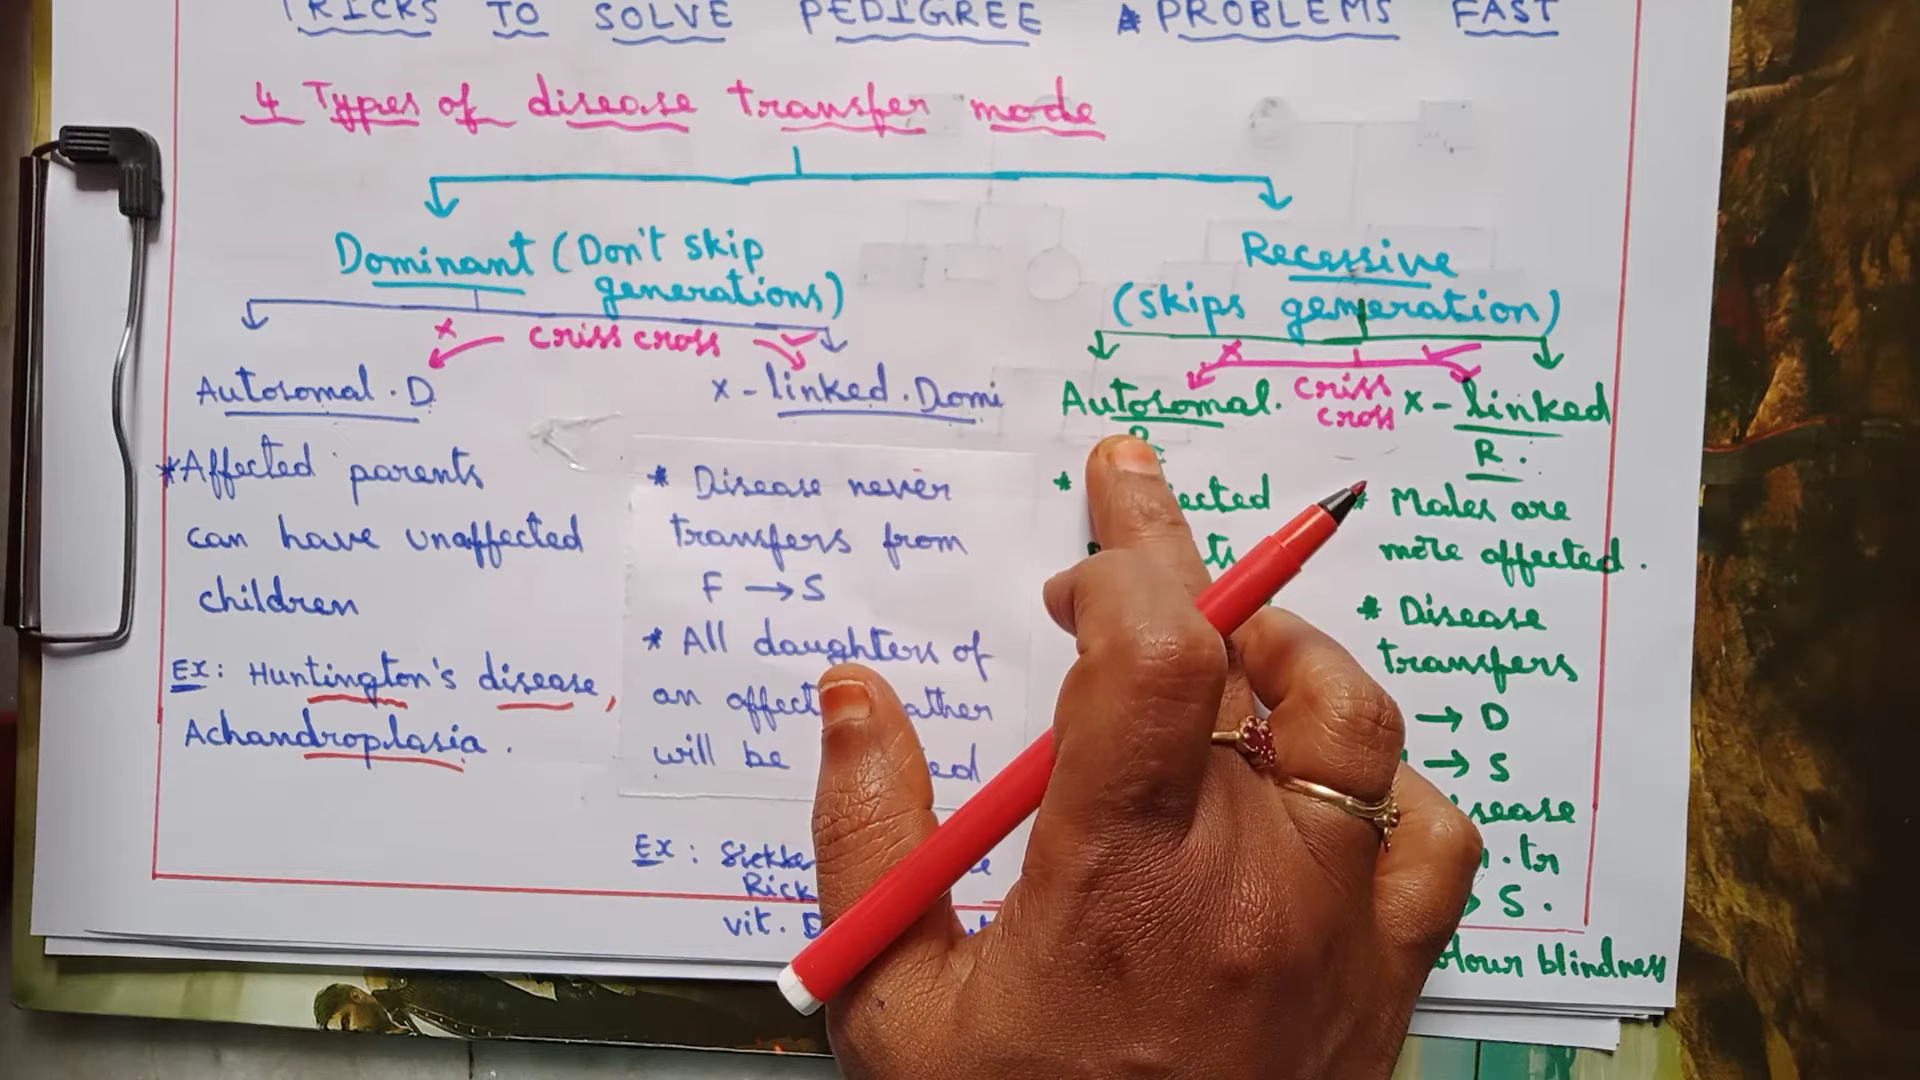 TRICKS TO SOLVE PEDIGREE PROBLEMS FAST
4 Types of disease transfer mode
Dominant (Don't skip
generations)
Autosomal.D
criss cross
x-linked.Domi
*Affected parents
can have unaffected
children
Ex: Huntington's disease,
Achandroplasia.
* Disease never
transfers from
F → S
* All daughters of
an
will be
Ex:
vit. D
Recessive
(skips generation)
Autosomal.
criss
cross
x-linked
R.
* Males are
more affected.
* Disease
transfers
→ D
→ S
S.
blindness